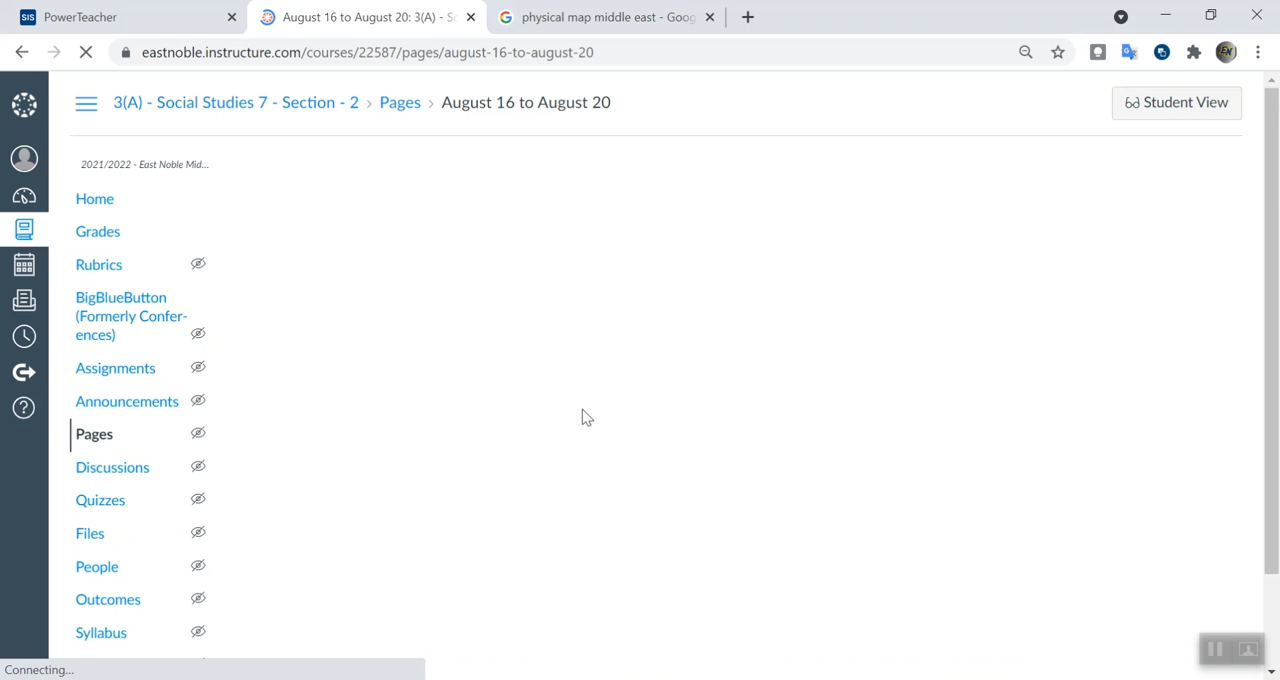 SIS PowerTeacher
August 16 to August 20: 3(A) - So
physical map middle east - Goog
eastnoble.instructure.com/courses/22587/pages/august-16-to-august-20
EN
3(A) - Social Studies 7 - Section - 2 › Pages › August 16 to August 20
Student View
2021/2022 - East Noble Mid...
Home
Grades
Rubrics
BigBlueButton
(Formerly Confer-
ences)
Assignments
Announcements
Pages
Discussions
Quizzes
Files
People
Outcomes
Syllabus
Connecting...